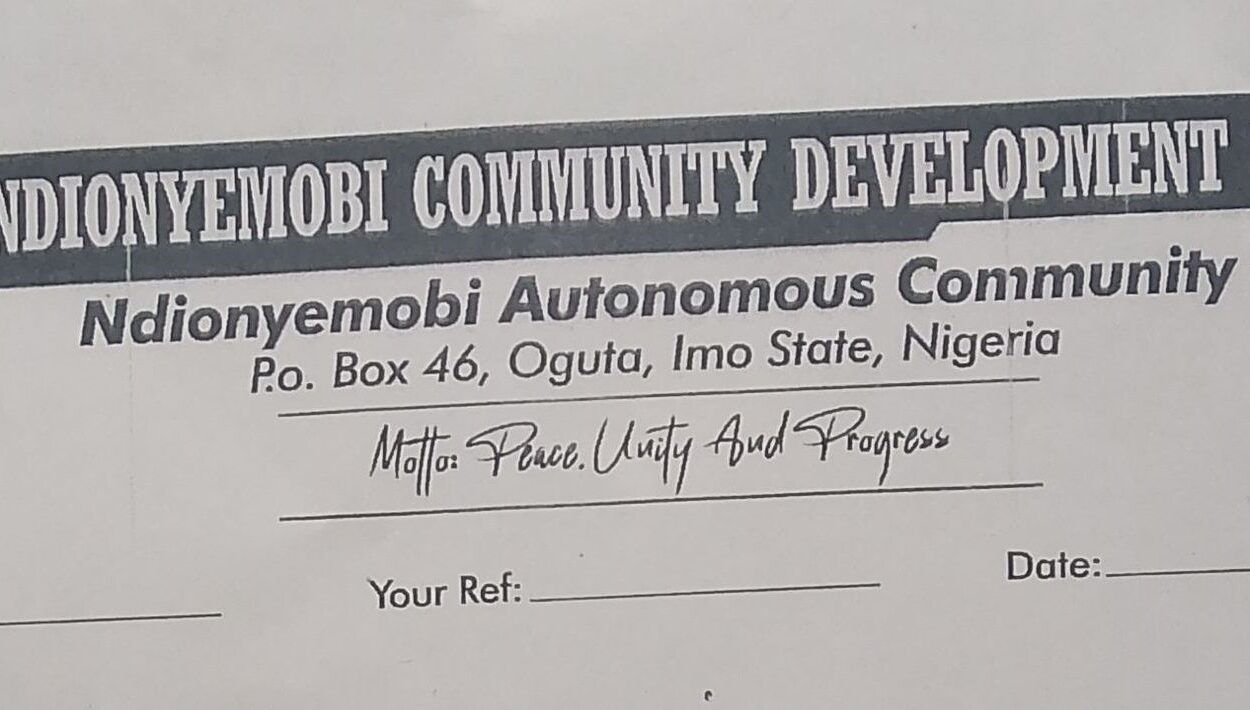 NDIONYEMOBI COMMUNITY DEVELOPMENT
Ndionyemobi Autonomous Community
P.o. Box 46, Oguta, Imo State, Nigeria
Motto: Peace. Unity And Progress
Your Ref:
Date: